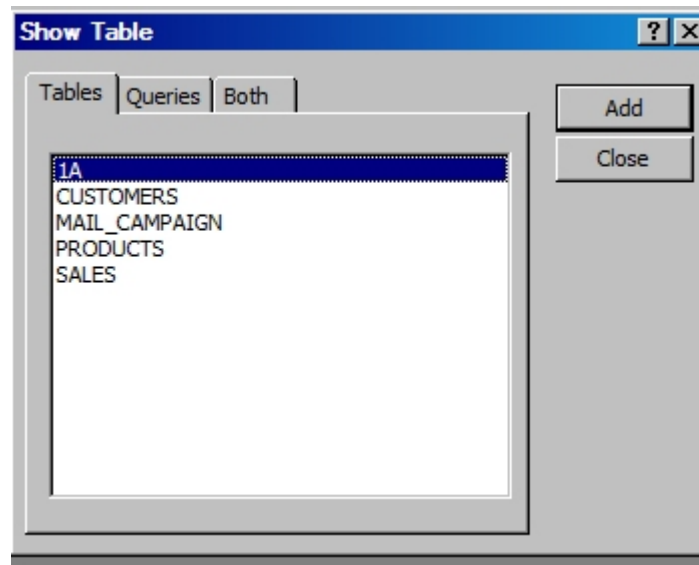 Show Table
Tables Queries Both
Add
Close
1A
CUSTOMERS
MAIL_CAMPAIGN
PRODUCTS
SALES